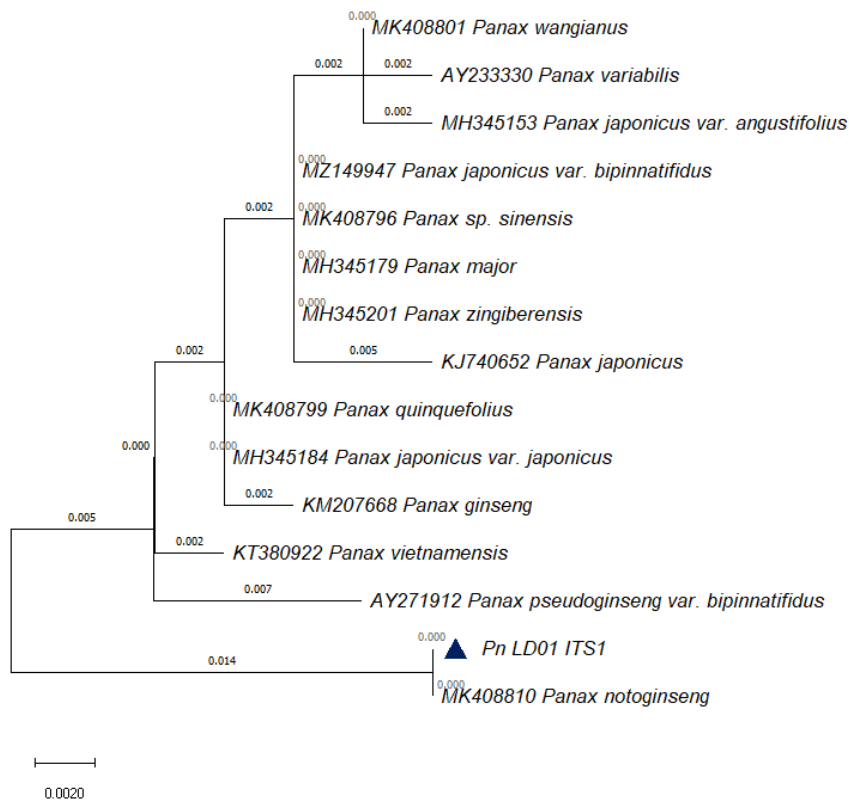 0.000
MK408801 Panax wangianus
0.002
0.002
AY233330 Panax variabilis
0.002
MH345153 Panax japonicus var. angustifolius
0.000
MZ149947 Panax japonicus var. bipinnatifidus
0.002
0.000
MK408796 Panax sp. sinensis
0.000
MH345179 Panax major
0.000
MH345201 Panax zingiberensis
0.002
0.005
KJ740652 Panax japonicus
0.000
MK408799 Panax quinquefolius
0.000
0.000
MH345184 Panax japonicus var. japonicus
0.002
KM207668 Panax ginseng
0.005
0.002
KT380922 Panax vietnamensis
0.007
AY271912 Panax pseudoginseng var. bipinnatifidus
0.000
Pn LD01 ITS1
0.014
0.000
MK408810 Panax notoginseng
0.0020